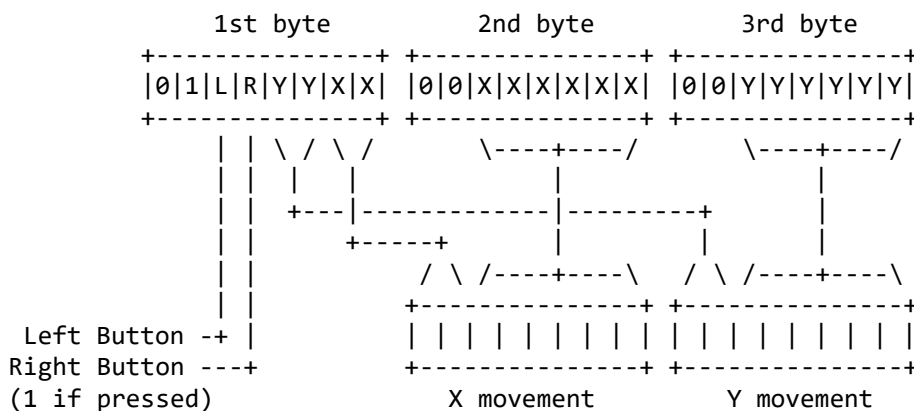 1st byte 2nd byte 3rd byte
|0|1|L|R|Y|Y|X|X| |0|0|X|X|X|X|X|X| |0|0|Y|Y|Y|Y|Y|Y|
Left Button
Right Button
(1 if pressed) X movement Y movement